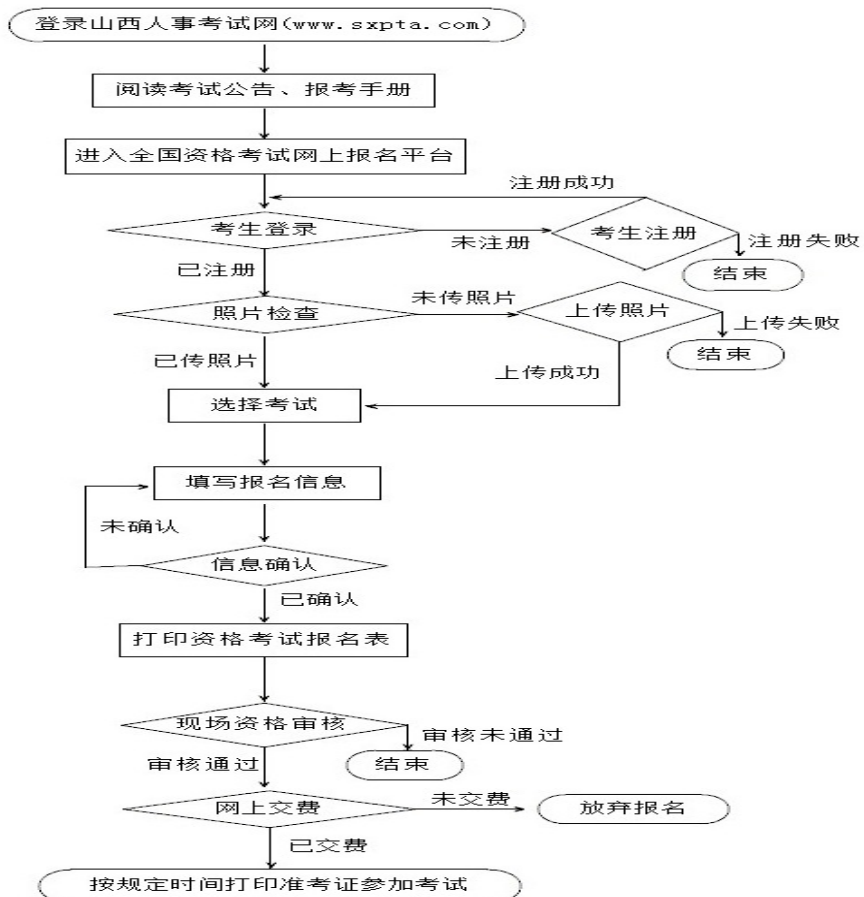 登录山西人事考试网(www.sxpta.com)
阅读考试公告、报考手册
进入全国资格考试网上报名平台
注册成功
考生登录
未注册
考生注册
注册失败
已注册
结束
未传照片
照片检查
上传照片
上传失败
已传照片
结束
上传成功
选择考试
填写报名信息
未确认
信息确认
已确认
打印资格考试报名表
现场资格审核
审核未通过
审核通过
结束
网上交费
未交费
放弃报名
已交费
按规定时间打印准考证参加考试